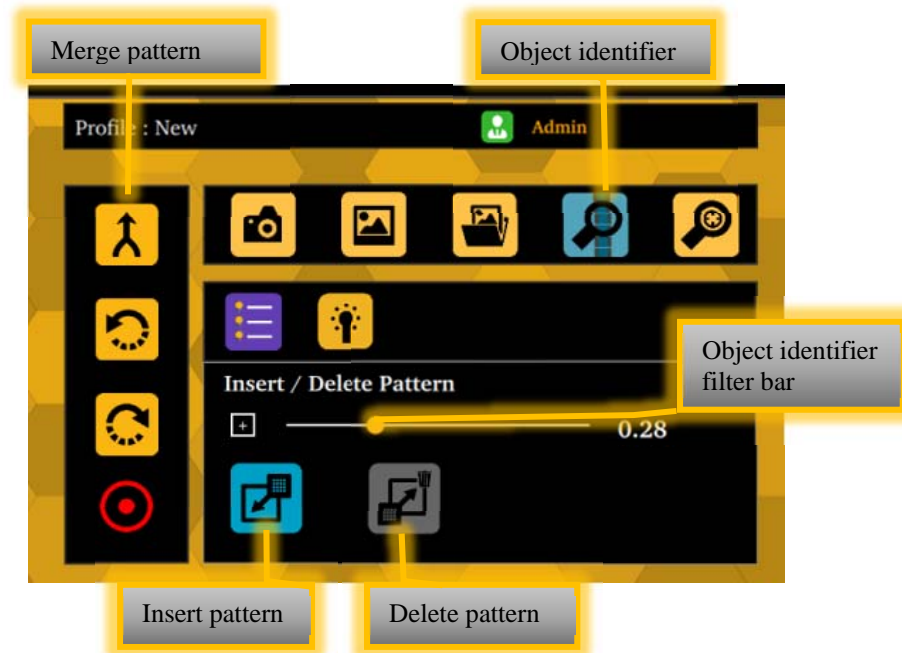 Merge pattern
Object identifier
Profile : New
Admin
Object identifier
filter bar
Insert / Delete Pattern
0.28
Insert pattern
Delete pattern